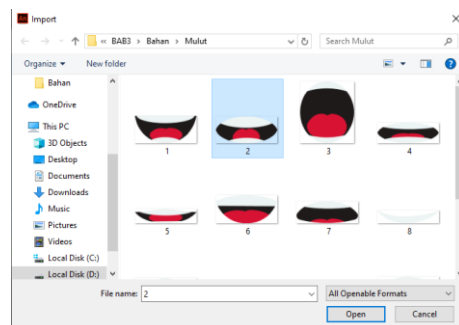 Import
« BAB3 > Bahan > Mulut
Search Mulut
Organize
New folder
Bahan
OneDrive
This PC
3D Objects
Desktop
Documents
Downloads
Music
Pictures
Videos
Local Disk (C:)
Local Disk (D:)
1
2
3
4
5
6
7
8
File name: 2
All Openable Formats
Open
Cancel